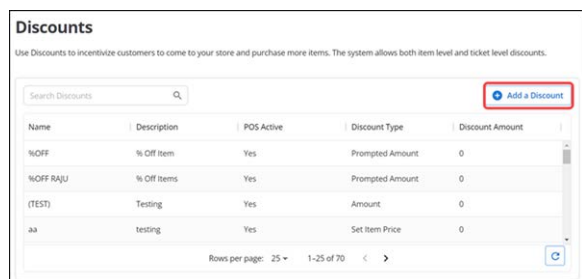 Discounts
Use Discounts to incentivize customers to come to your store and purchase more items. The system allows both item level and ticket level discounts.
Search Discounts
Add a Discount
Name Description POS Active Discount Type Discount Amount
%OFF % Off Item Yes Prompted Amount 0
%OFF RAJU % Off Items Yes Prompted Amount 0
(TEST) Testing Yes Amount 0
aa testing Yes Set Item Price 0
Rows per page: 25 1–25 of 70